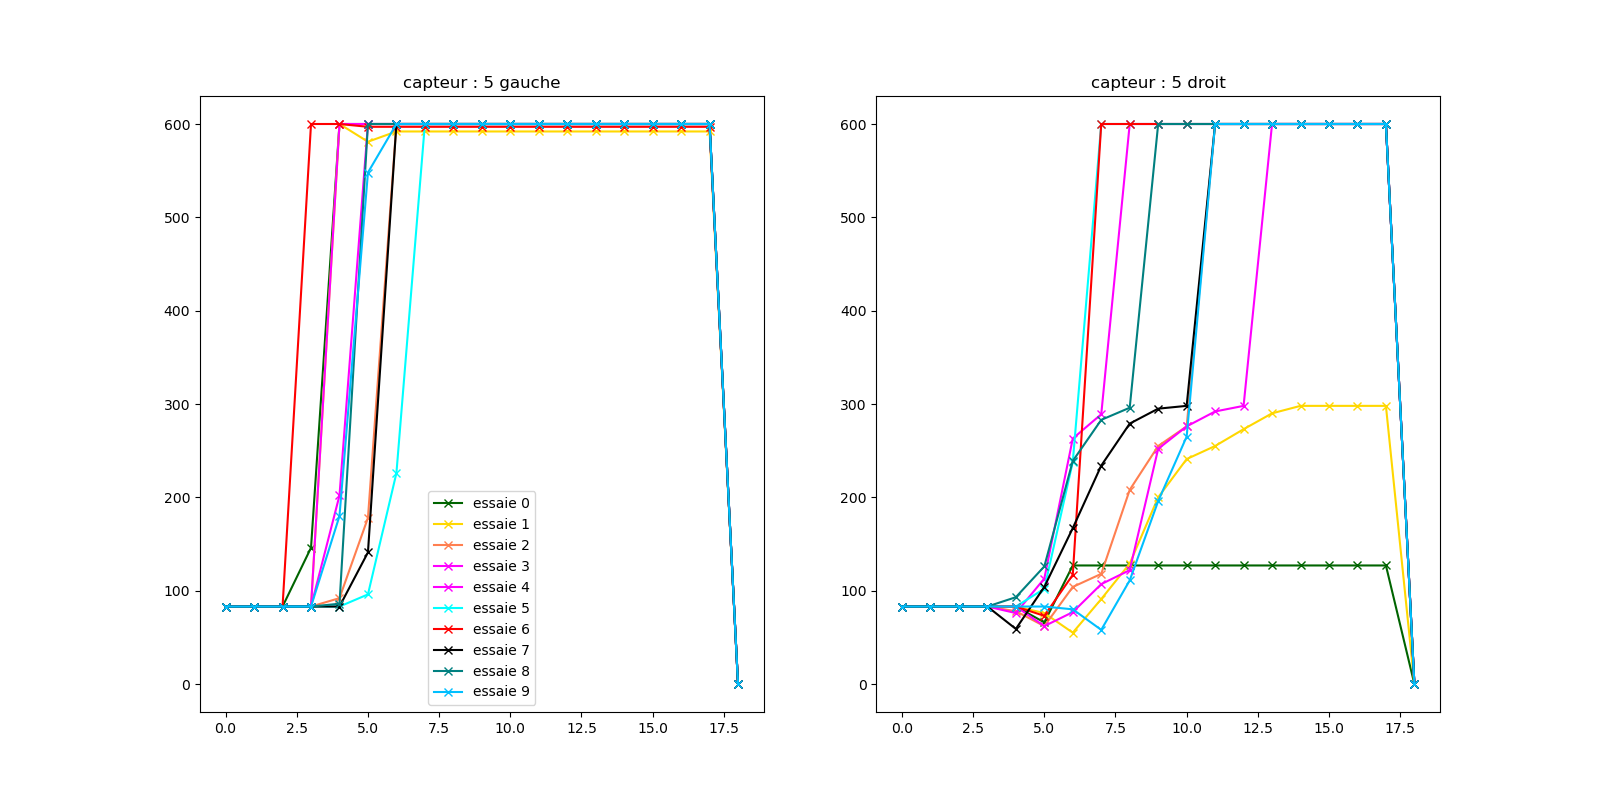 capteur : 5 gauche
600
500
400
300
200
100
0
0.0 2.5 5.0 7.5 10.0 12.5 15.0 17.5
essaie 0
essaie 1
essaie 2
essaie 3
essaie 4
essaie 5
essaie 6
essaie 7
essaie 8
essaie 9
capteur : 5 droit
600
500
400
300
200
100
0
0.0 2.5 5.0 7.5 10.0 12.5 15.0 17.5